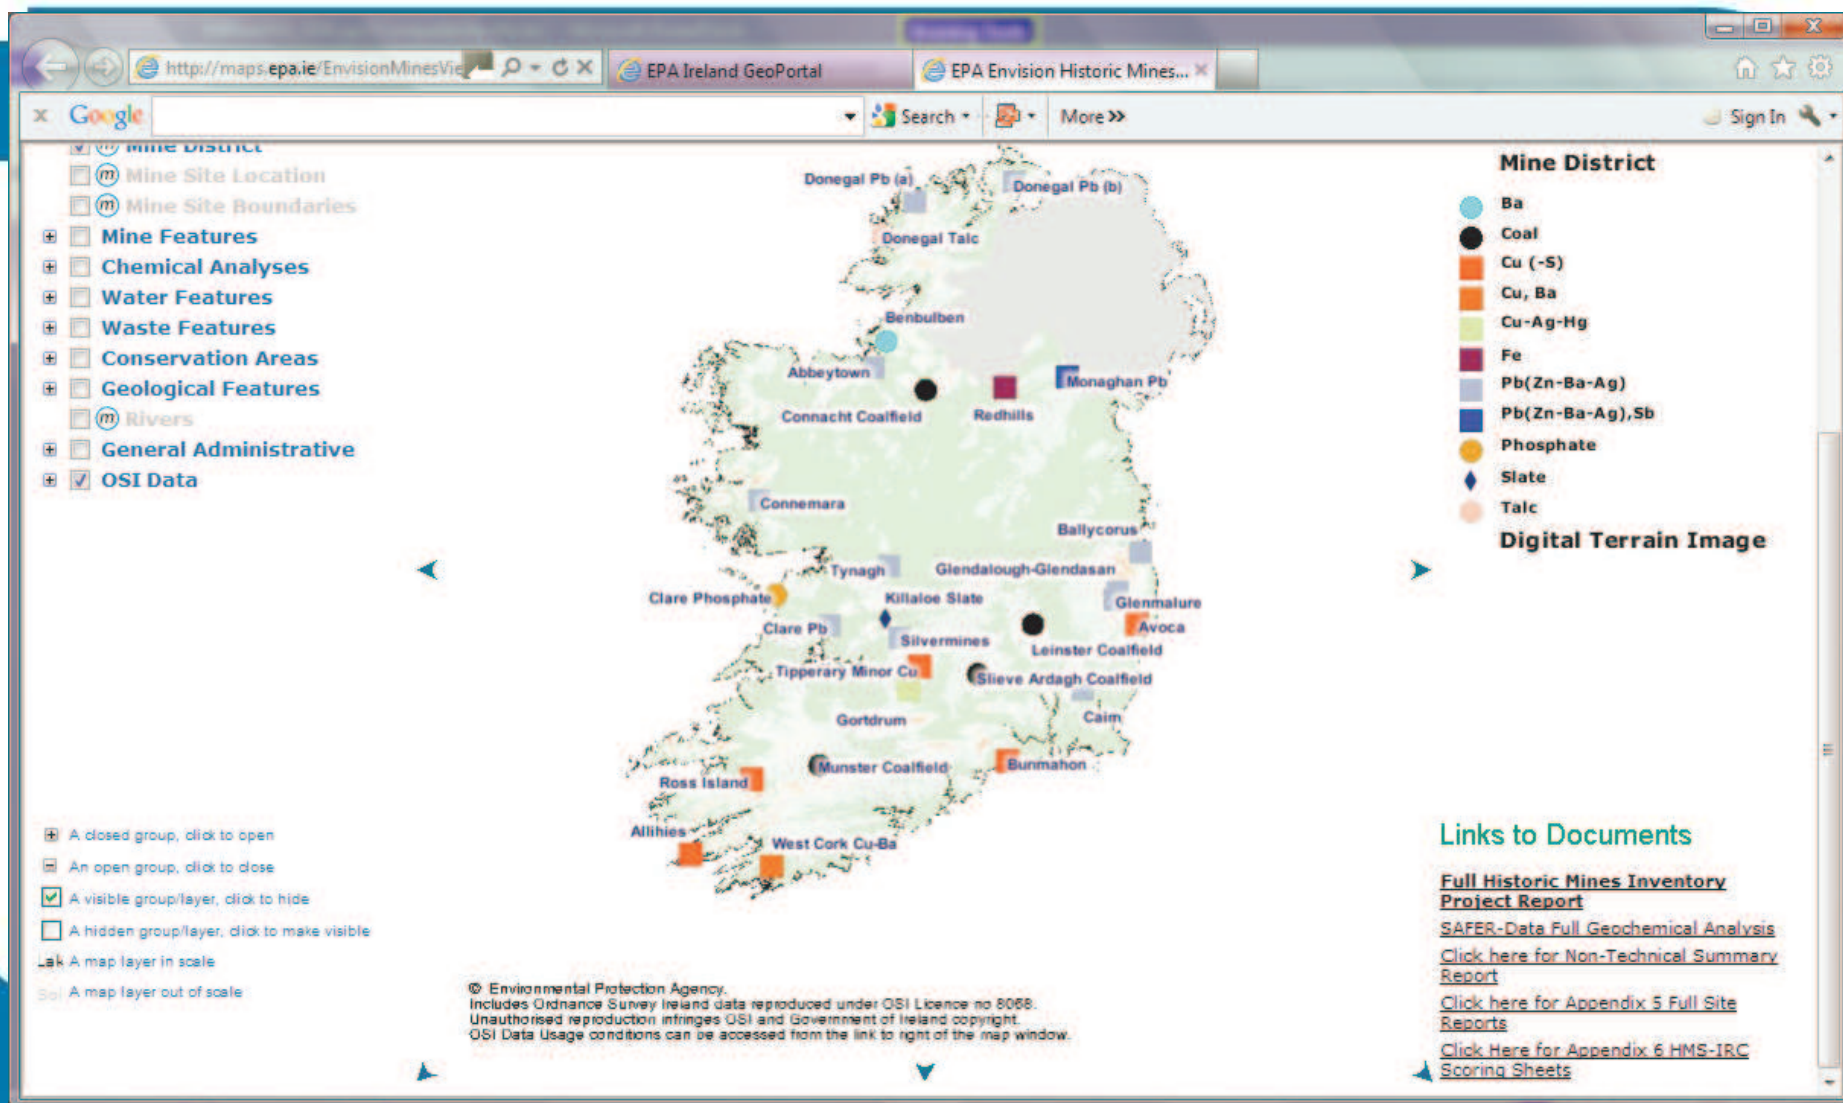 http://maps.epa.ie/EnvisionMinesVie
EPA Ireland GeoPortal
EPA Envision Historic Mines...
x Google
Search
More >>
Sign In
Mine District
Mine Site Location
Mine Site Boundaries
Mine Features
Chemical Analyses
Water Features
Waste Features
Conservation Areas
Geological Features
Rivers
General Administrative
OSI Data
A closed group, click to open
An open group, click to close
A visible group/layer, click to hide
A hidden group/layer, click to make visible
Lak A map layer in scale
Soi A map layer out of scale
Donegal Pb (a)
Donegal Pb (b)
Donegal Talc
Benbulben
Abbeytown
Monaghan Pb
Connacht Coalfield
Redhills
Connemara
Ballycorus
Tynagh
Glendalough-Glendasan
Clare Phosphate
Killaloe Slate
Glenmalure
Clare Pb
Silvermines
Avoca
Leinster Coalfield
Tipperary Minor Cu
Slieve Ardagh Coalfield
Gortdrum
Caim
Munster Coalfield
Bunmahon
Ross Island
Allihies
West Cork Cu-Ba
© Environmental Protection Agency.
Includes Ordnance Survey Ireland data reproduced under OSI Licence no 8068.
Unauthorised reproduction infringes OSI and Government of Ireland copyright.
OSI Data Usage conditions can be accessed from the link to right of the map window.
Mine District
Ba
Coal
Cu (-S)
Cu, Ba
Cu-Ag-Hg
Fe
Pb(Zn-Ba-Ag)
Pb(Zn-Ba-Ag),Sb
Phosphate
Slate
Talc
Digital Terrain Image
Links to Documents
Full Historic Mines Inventory
Project Report
SAFER-Data Full Geochemical Analysis
Click here for Non-Technical Summary
Report
Click here for Appendix 5 Full Site
Reports
Click Here for Appendix 6 HMS-IRC
Scoring Sheets